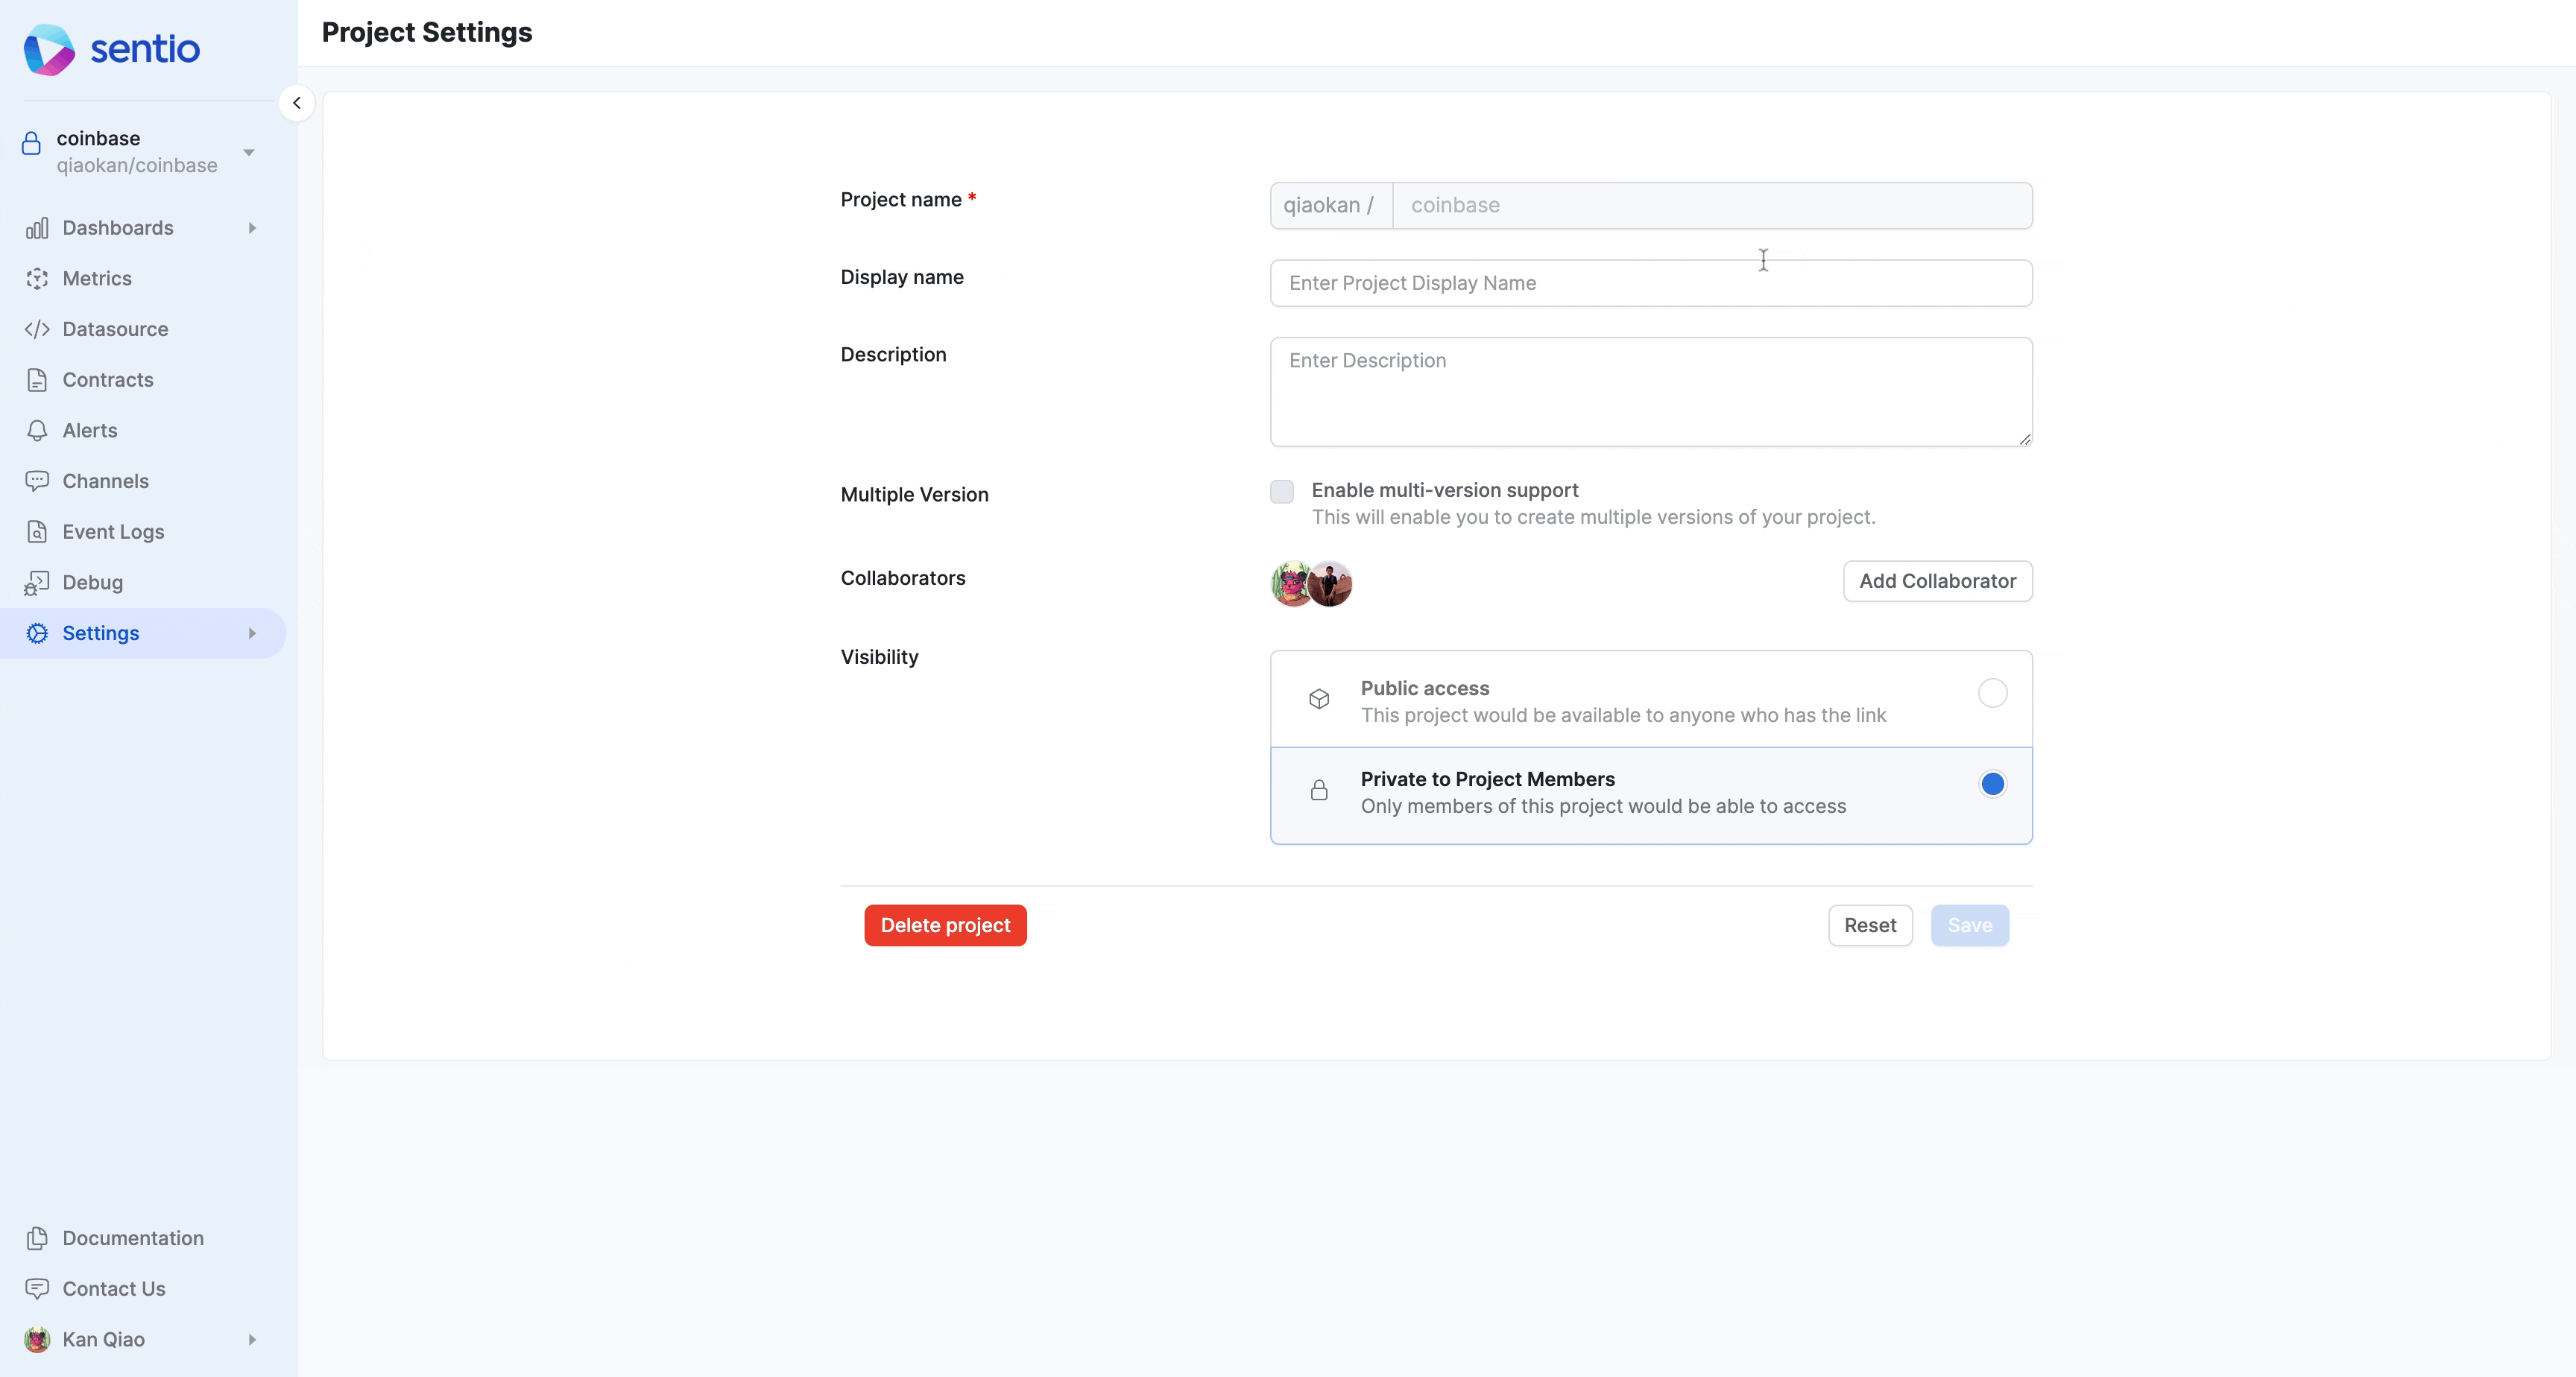 sentio
Project Settings
coinbase
qiaokan/coinbase
Dashboards
Metrics
Datasource
Contracts
Alerts
Channels
Event Logs
Debug
Settings
Documentation
Contact Us
Kan Qiao
Project name *
qiaokan / coinbase
Display name
Enter Project Display Name
Description
Enter Description
Multiple Version
Enable multi-version support
This will enable you to create multiple versions of your project.
Collaborators
Add Collaborator
Visibility
Public access
This project would be available to anyone who has the link
Private to Project Members
Only members of this project would be able to access
Delete project
Reset
Save